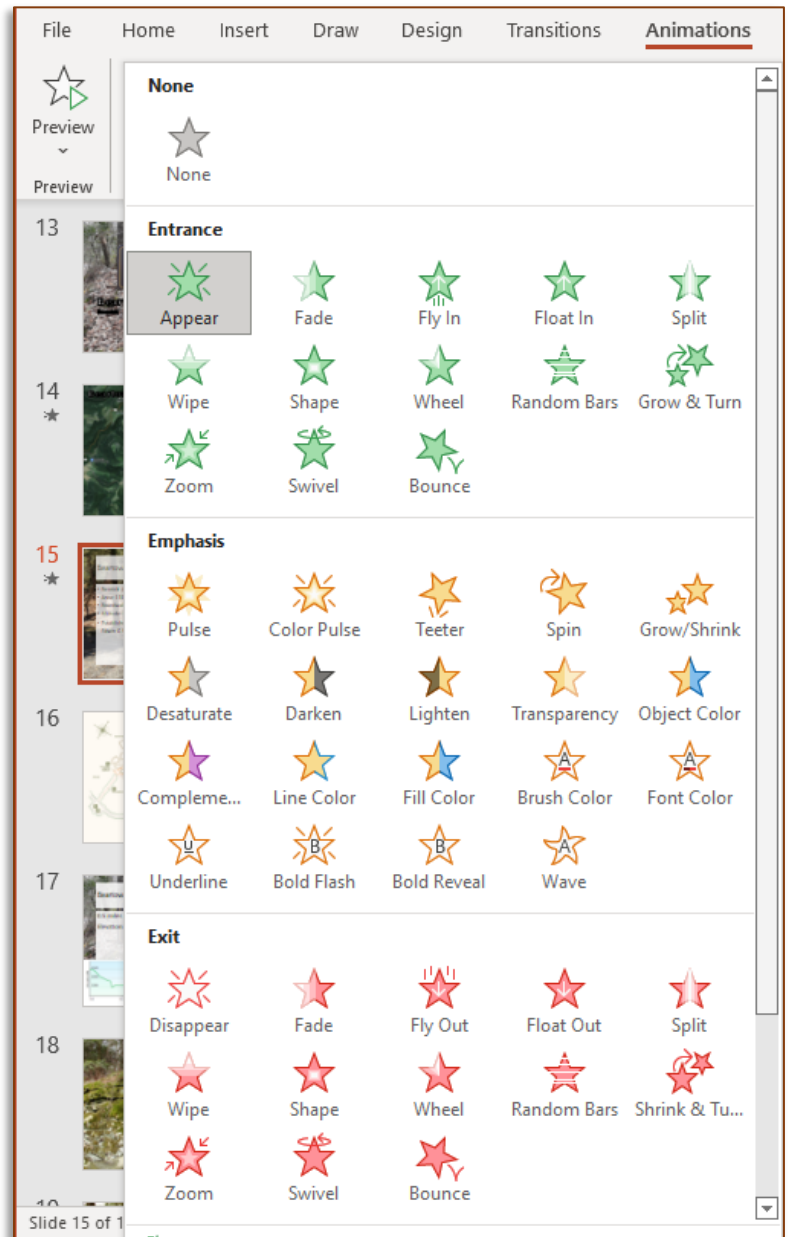 File Home Insert Draw Design Transitions Animations
Preview
Preview
None
None
Entrance
Appear Fade Fly In Float In Split
Wipe Shape Wheel Random Bars Grow & Turn
Zoom Swivel Bounce
Emphasis
Pulse Color Pulse Teeter Spin Grow/Shrink
Desaturate Darken Lighten Transparency Object Color
Compleme... Line Color Fill Color Brush Color Font Color
Underline Bold Flash Bold Reveal Wave
Exit
Disappear Fade Fly Out Float Out Split
Wipe Shape Wheel Random Bars Shrink & Tu...
Zoom Swivel Bounce
13
14
15
16
17
18
Slide 15 of 1